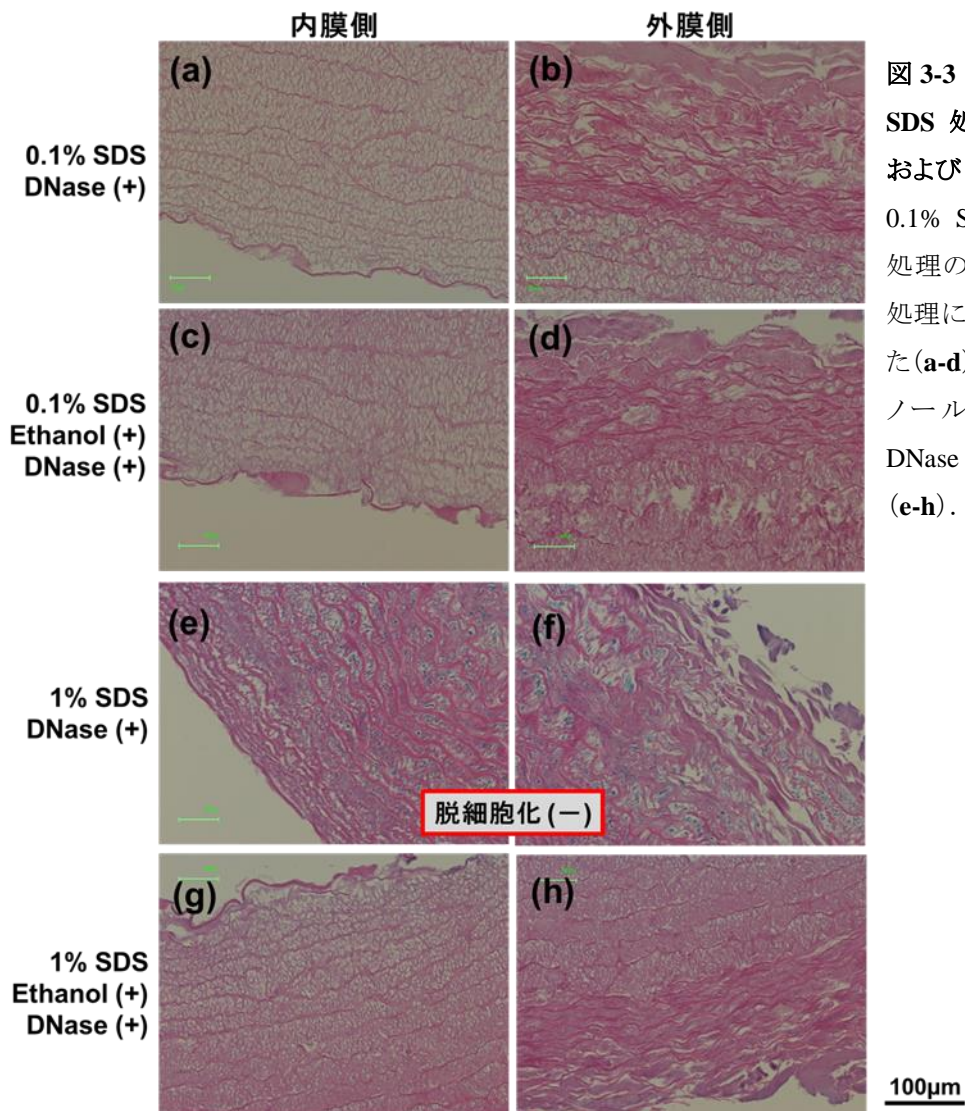 内膜側
外膜側
(a)
(b)
0.1% SDS
DNase (+)
(c)
(d)
0.1% SDS
Ethanol (+)
DNase (+)
(e)
(f)
1% SDS
DNase (+)
脱細胞化 (－)
(g)
(h)
1% SDS
Ethanol (+)
DNase (+)
100μm
図 3-3
SDS 処
および
0.1% S
処理の
処理に
た(a-d)
ノール
DNase
(e-h).